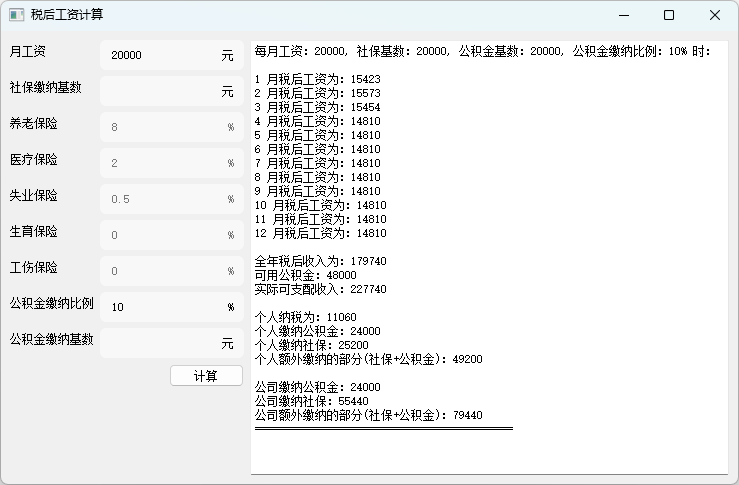 税后工资计算
月工资 20000 元
社保缴纳基数 元
养老保险 8 %
医疗保险 2 %
失业保险 0.5 %
生育保险 0 %
工伤保险 0 %
公积金缴纳比例 10 %
公积金缴纳基数 元
计算
每月工资: 20000, 社保基数: 20000, 公积金基数: 20000, 公积金缴纳比例: 10% 时:
1 月税后工资为: 15423
2 月税后工资为: 15573
3 月税后工资为: 15454
4 月税后工资为: 14810
5 月税后工资为: 14810
6 月税后工资为: 14810
7 月税后工资为: 14810
8 月税后工资为: 14810
9 月税后工资为: 14810
10 月税后工资为: 14810
11 月税后工资为: 14810
12 月税后工资为: 14810
全年税后收入为: 179740
可用公积金: 48000
实际可支配收入: 227740
个人纳税为: 11060
个人缴纳公积金: 24000
个人缴纳社保: 25200
个人额外缴纳的部分(社保+公积金): 49200
公司缴纳公积金: 24000
公司缴纳社保: 55440
公司额外缴纳的部分(社保+公积金): 79440